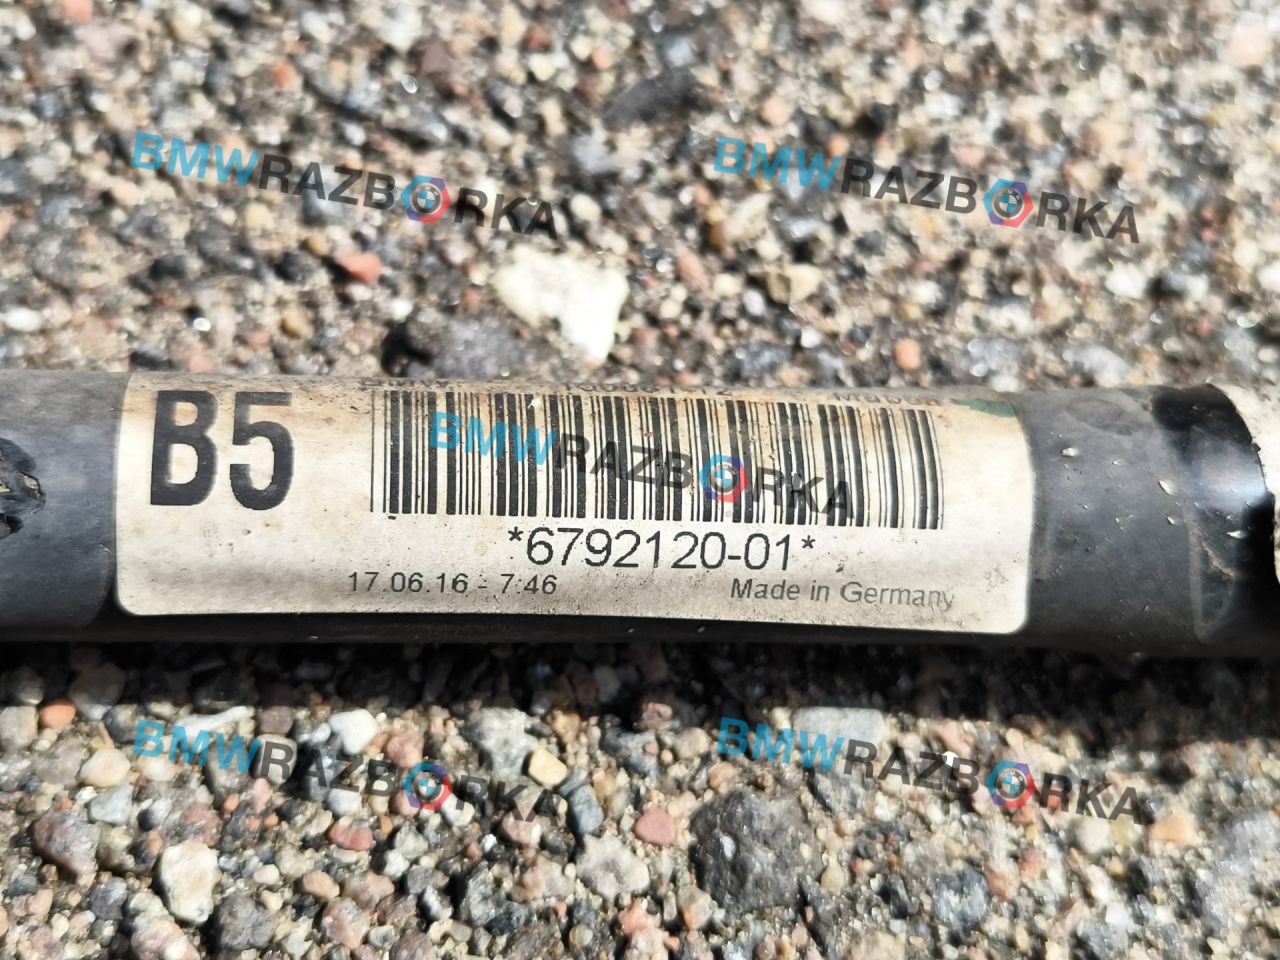 BMWRAZBORKA
BMWRAZBORKA
B5
BMWRAZBORKA
*6792120-01*
17.06.16 - 7:46
Made in Germany
BMWRAZBORKA
BMWRAZBORKA